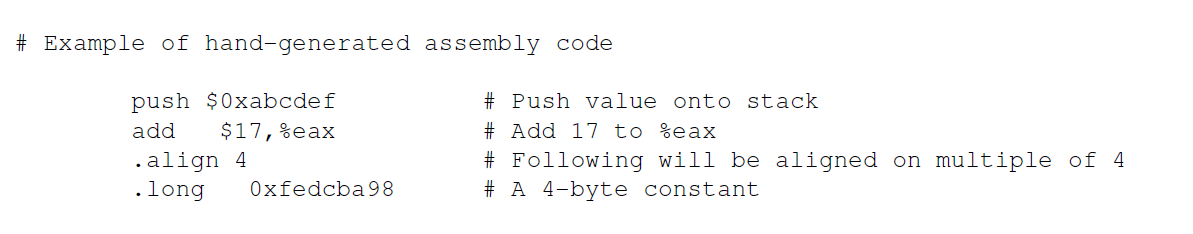 # Example of hand-generated assembly code
push $0xabcdef # Push value onto stack
add $17,%eax # Add 17 to %eax
.align 4 # Following will be aligned on multiple of 4
.long 0xfedcba98 # A 4-byte constant